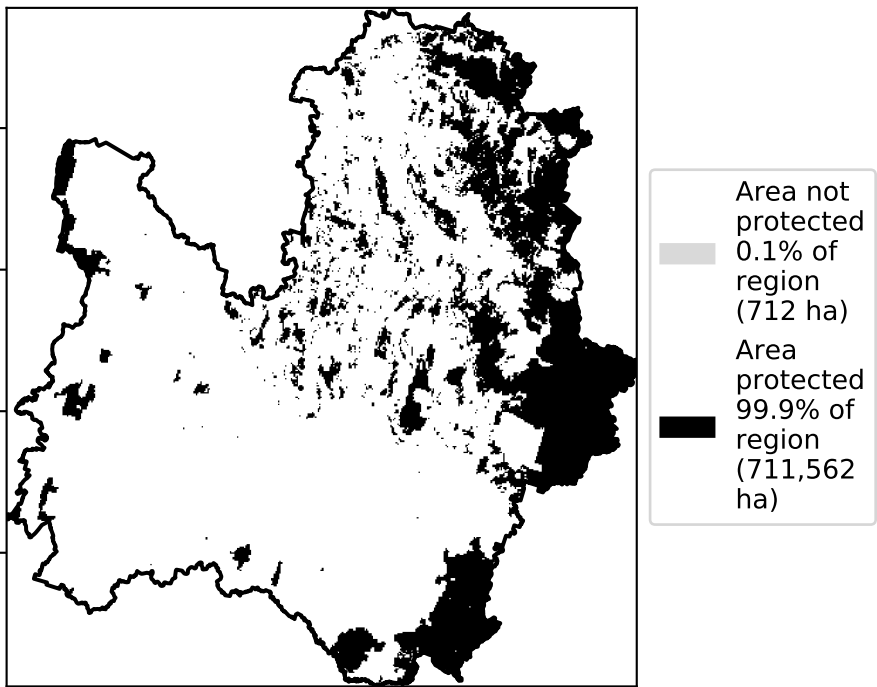 Area not
protected
0.1% of
region
(712 ha)
Area
protected
99.9% of
region
(711,562
ha)